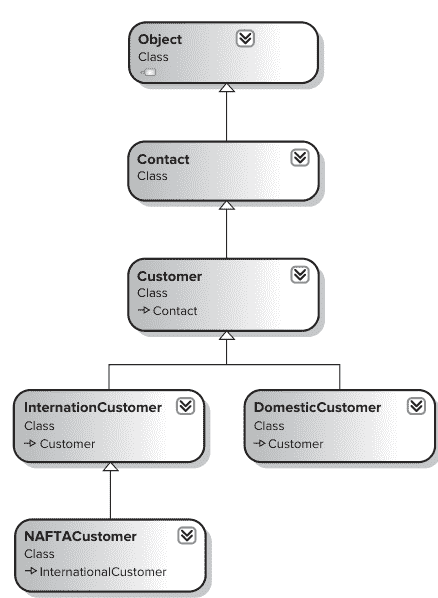 Object
Class
Contact
Class
Customer
Class
Contact
InternationCustomer
Class
Customer
DomesticCustomer
Class
Customer
NAFTACustomer
Class
InternationalCustomer